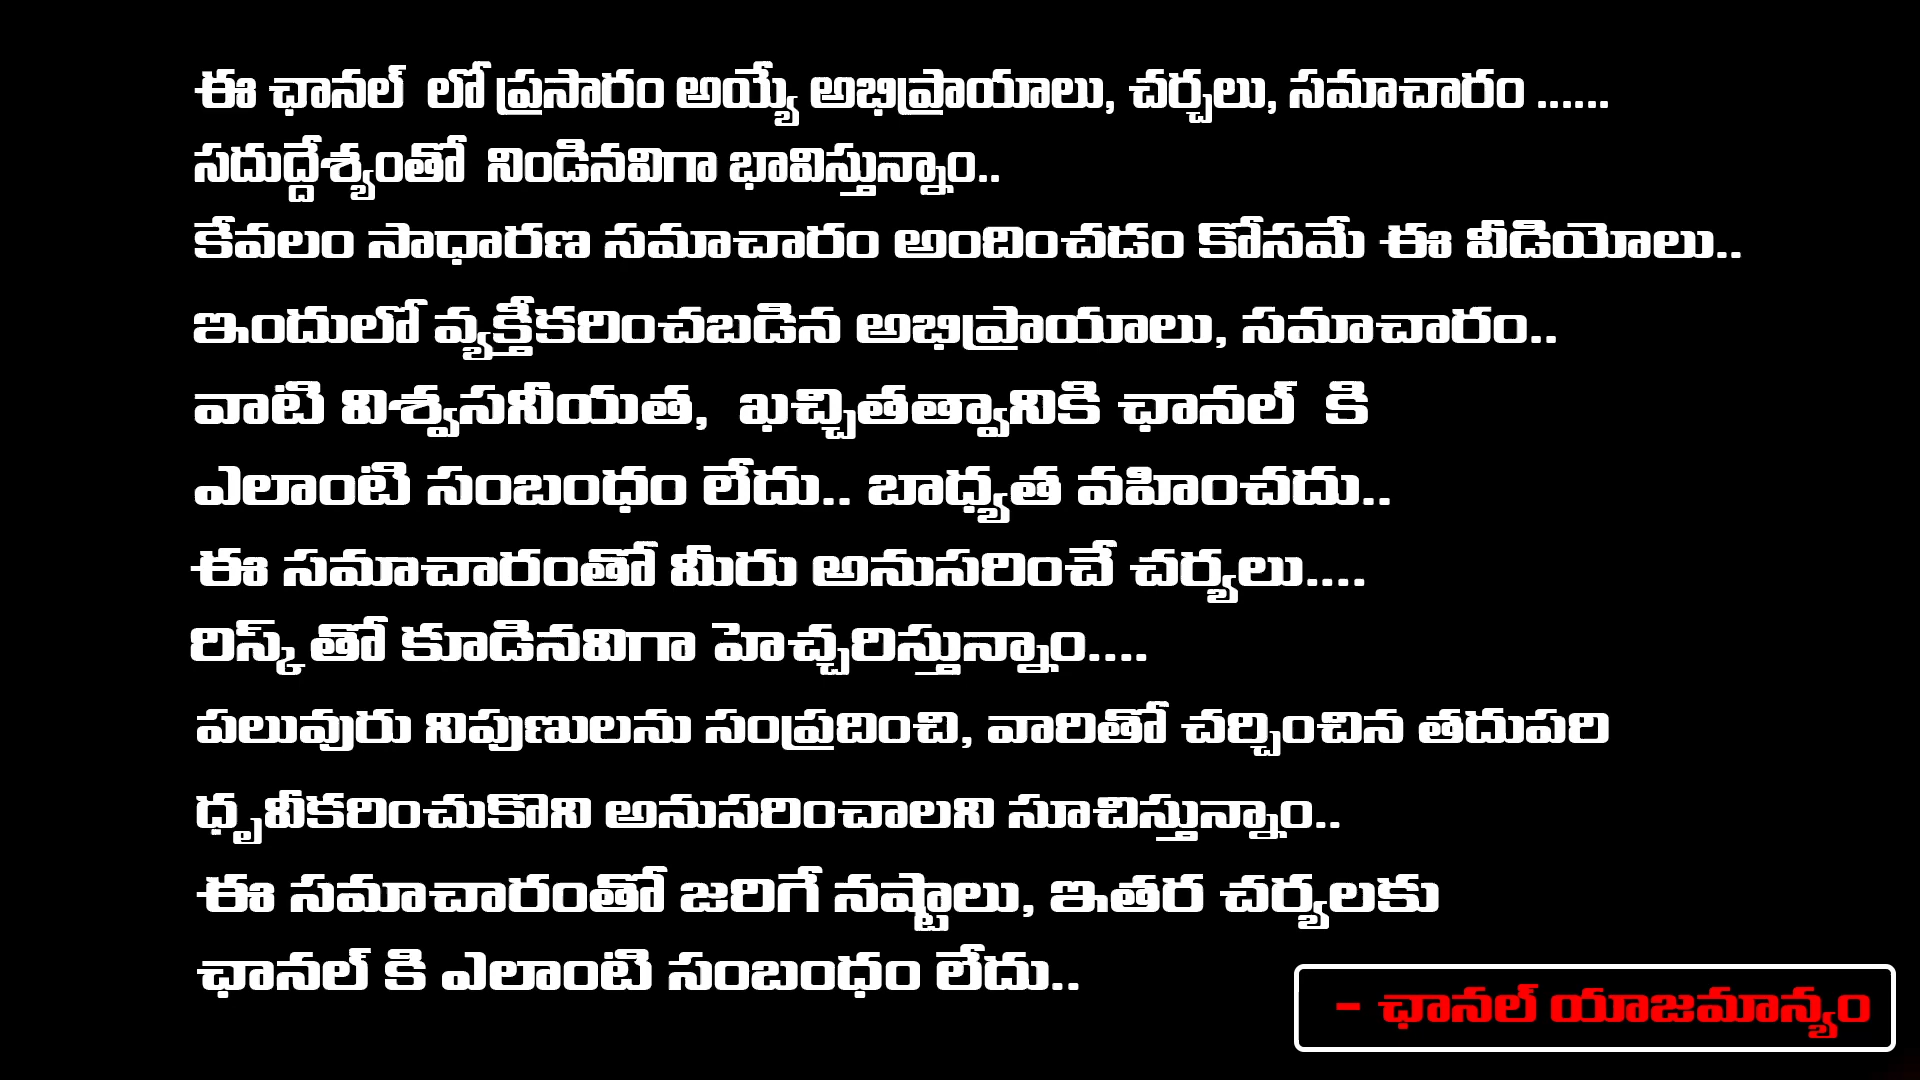 ఈ ఛానల్ లో ప్రసారం అయ్యే అభిప్రాయాలు, చర్చలు, సమాచారం ......
సదుద్దేశ్యంతో నిండినవిగా భావిస్తున్నాం..
కేవలం సాధారణ సమాచారం అందించడం కోసమే ఈ వీడియోలు..
ఇందులో వ్యక్తీకరించబడిన అభిప్రాయాలు, సమాచారం..
వాటి విశ్వసనీయత, ఖచ్చితత్వానికి ఛానల్ కి
ఎలాంటి సంబంధం లేదు.. బాధ్యత వహించదు..
ఈ సమాచారంతో మీరు అనుసరించే చర్యలు....
రిస్క్ తో కూడినవిగా హెచ్చరిస్తున్నాం....
పలువురు నిపుణులను సంప్రదించి, వారితో చర్చించిన తదుపరి
ధృవీకరించుకొని అనుసరించాలని సూచిస్తున్నాం..
ఈ సమాచారంతో జరిగే నష్టాలు, ఇతర చర్యలకు
ఛానల్ కి ఎలాంటి సంబంధం లేదు..
- ఛానల్ యాజమాన్యం